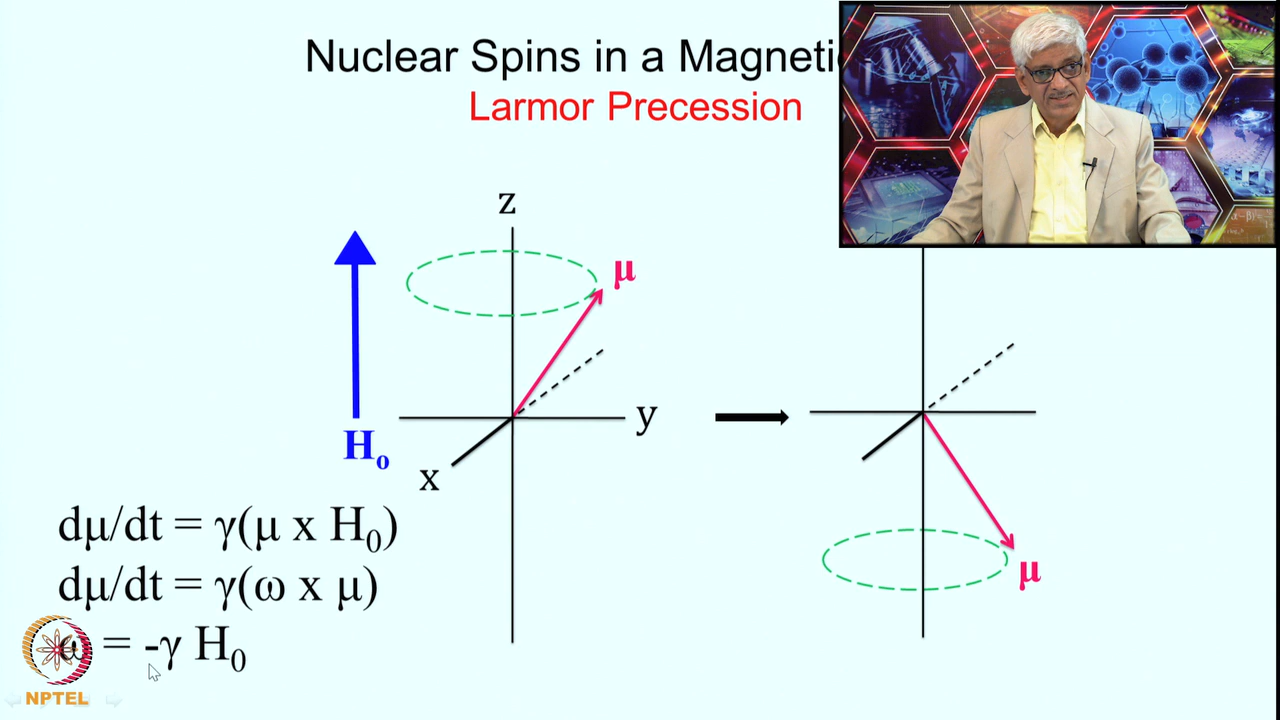 Nuclear Spins in a Magneti
Larmor Precession
z
μ
y
H₀
x
μ
dμ/dt = γ(μ x H₀)
dμ/dt = γ(ω x μ)
ω = -γ H₀
NPTEL